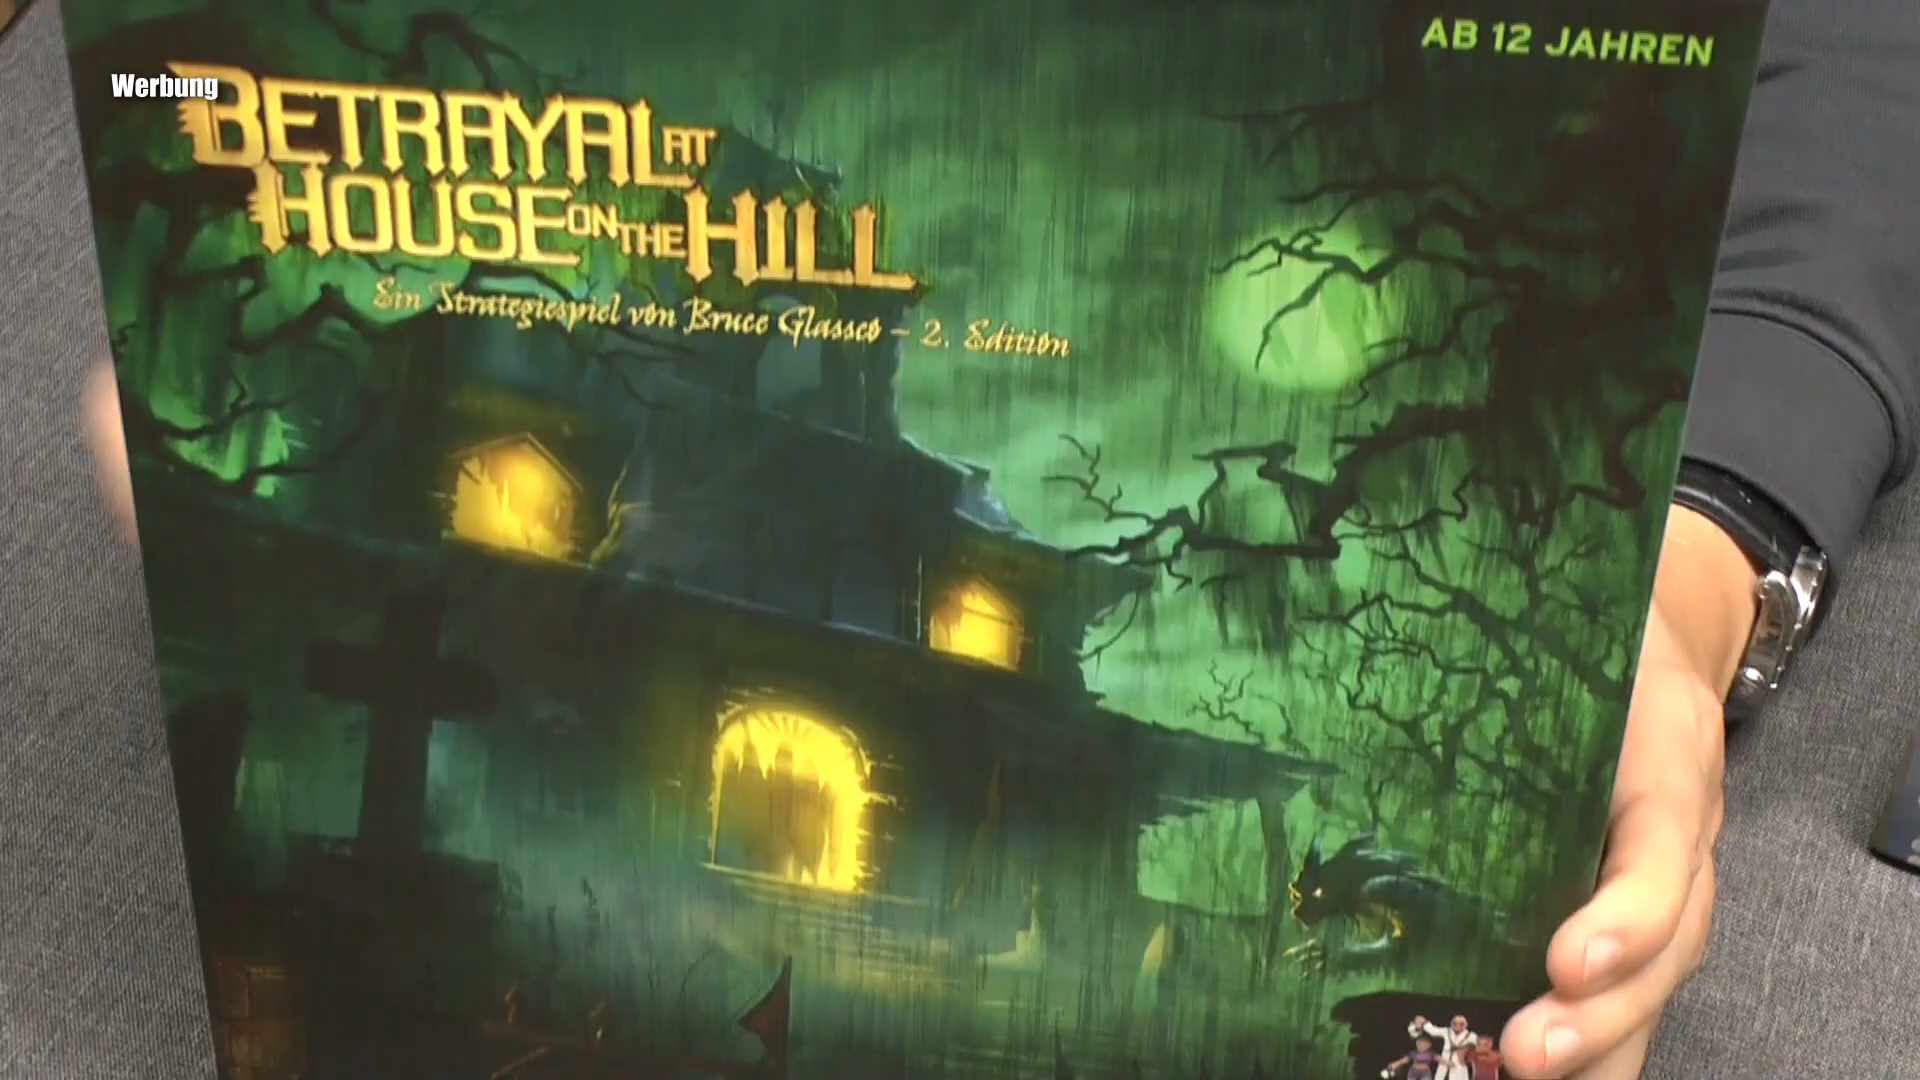 Werbung
AB 12 JAHREN
BETRAYAL AT
HOUSE ON THE HILL
Ein Strategiespiel von Bruce Glassco – 2. Edition